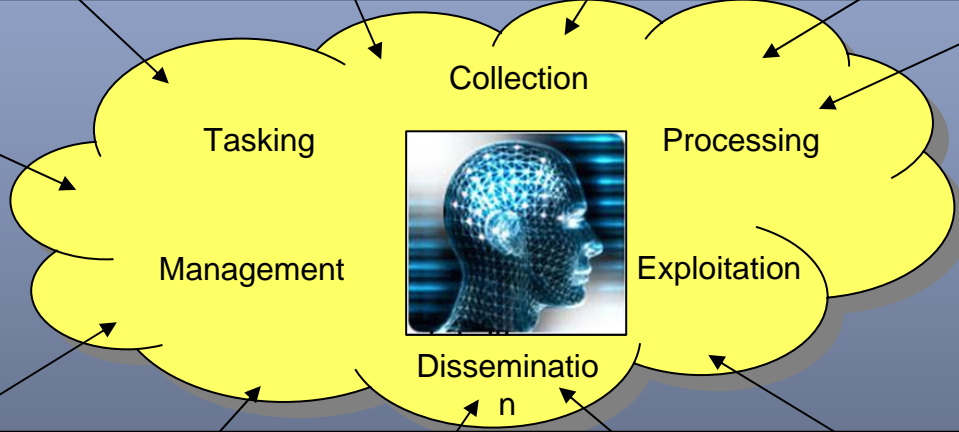 Collection
Tasking
Processing
Management
Exploitation
Disseminatio
n